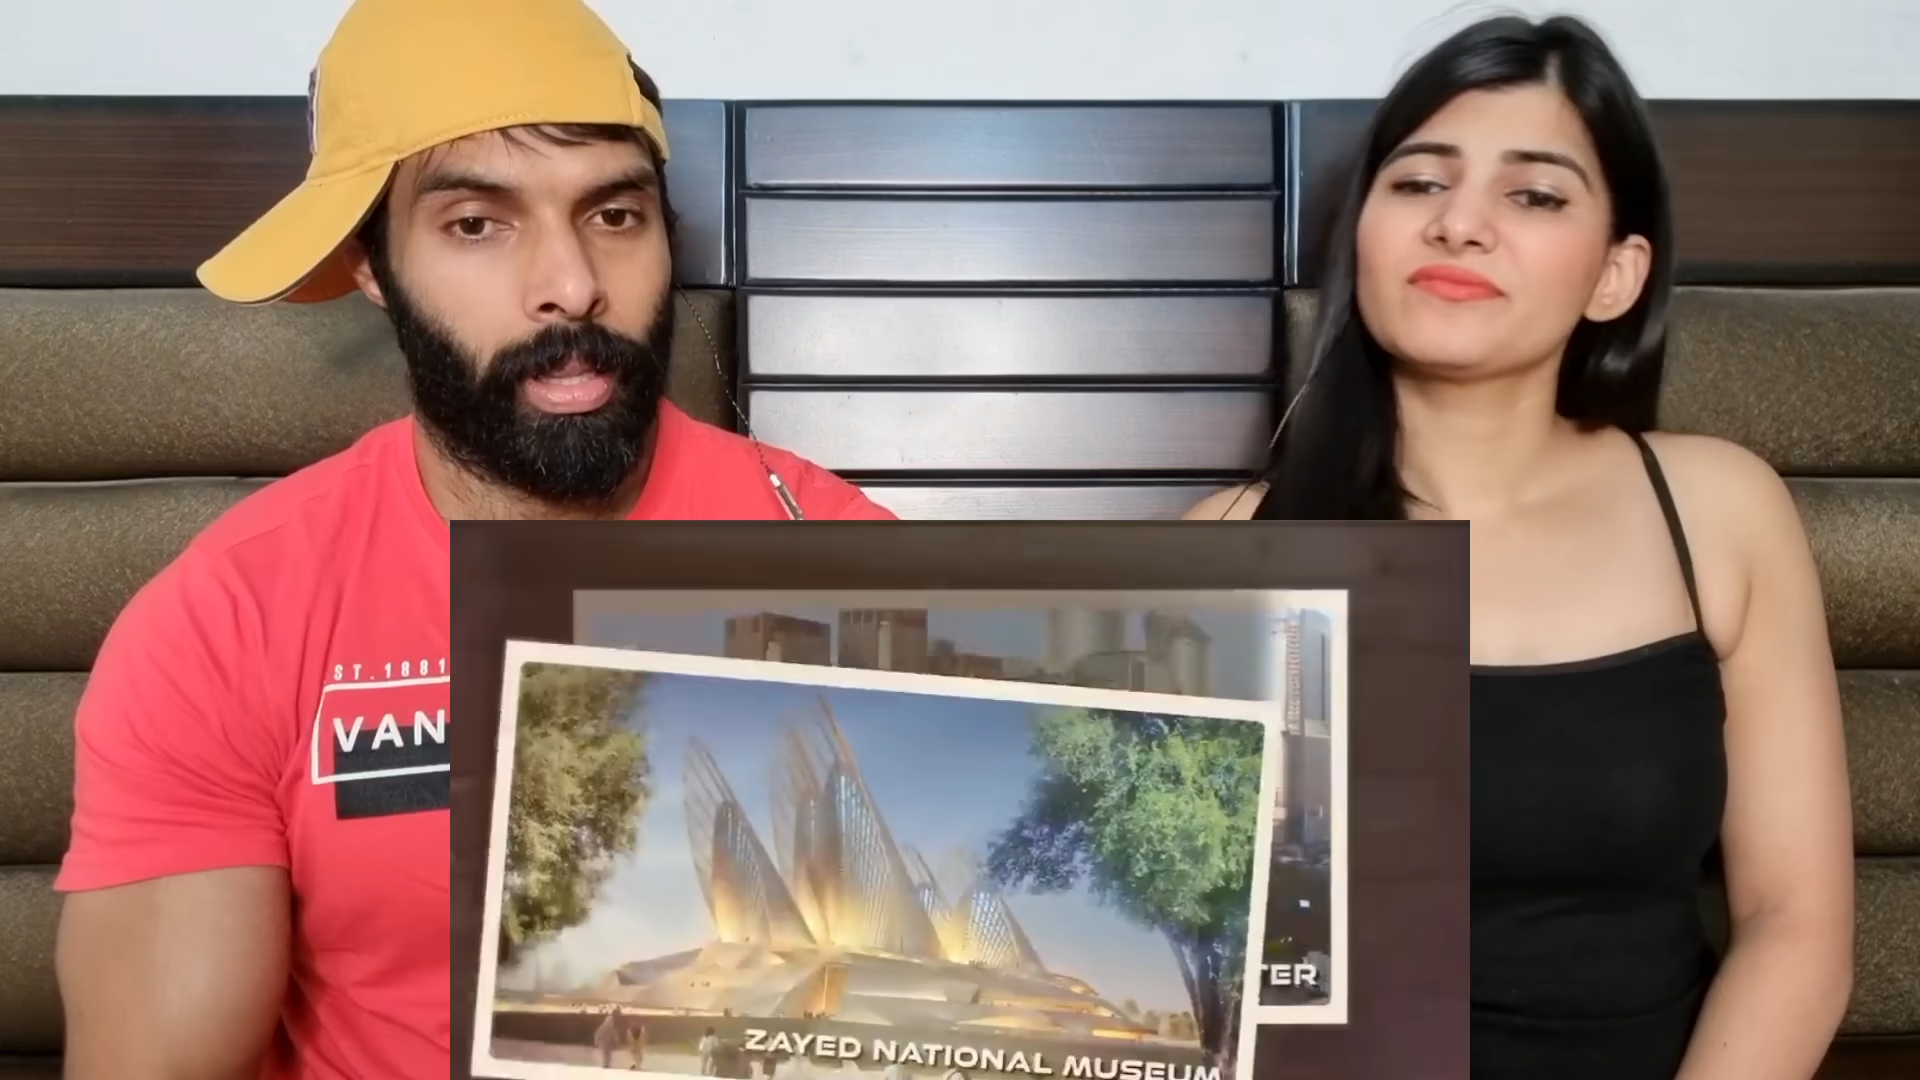 ST.1881
VAN
TER
ZAYED NATIONAL MUSEUM